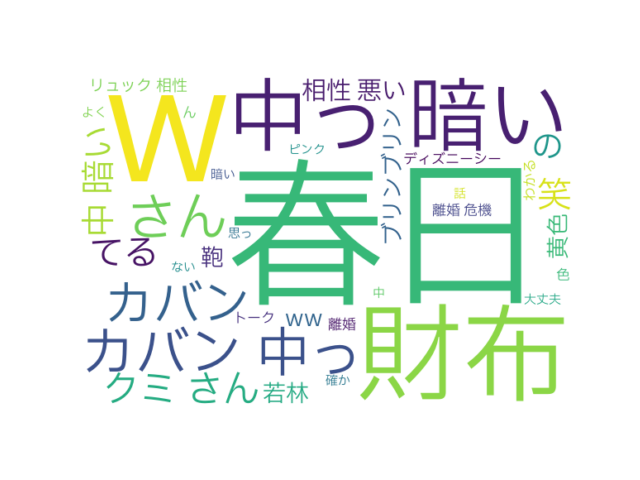 リュック 相性
相性 悪い
w
中っ
暗い
の
よく
ん
ピンク
ブリンブリン
ディズニーシー
中 暗い
暗い
春日
わかる
話
笑
さん
思っ
離婚 危機
黄色
てる
鞄
ない
色
カバン
トーク
ww
離婚
中
大丈夫
財布
カバン 中っ
クミ さん
若林
確か